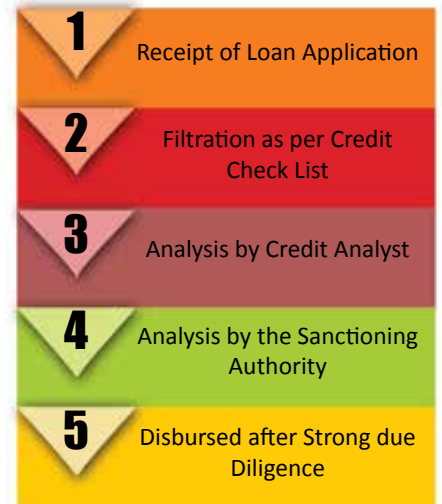 1
Receipt of Loan Application
2
Filtration as per Credit
Check List
3
Analysis by Credit Analyst
4
Analysis by the Sanctioning
Authority
5
Disbursed after Strong due
Diligence